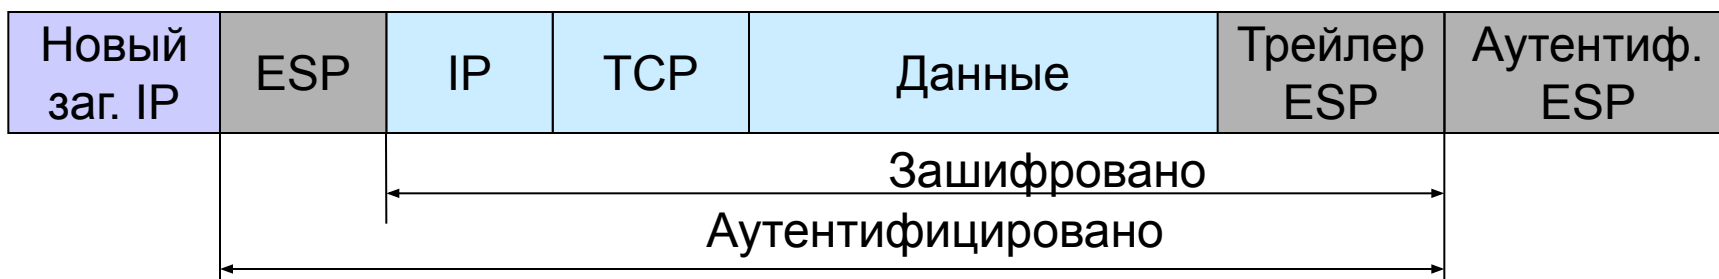 Новый
заг. IP
ESP
IP
TCP
Данные
Трейлер
ESP
Аутентиф.
ESP
Зашифровано
Аутентифицировано